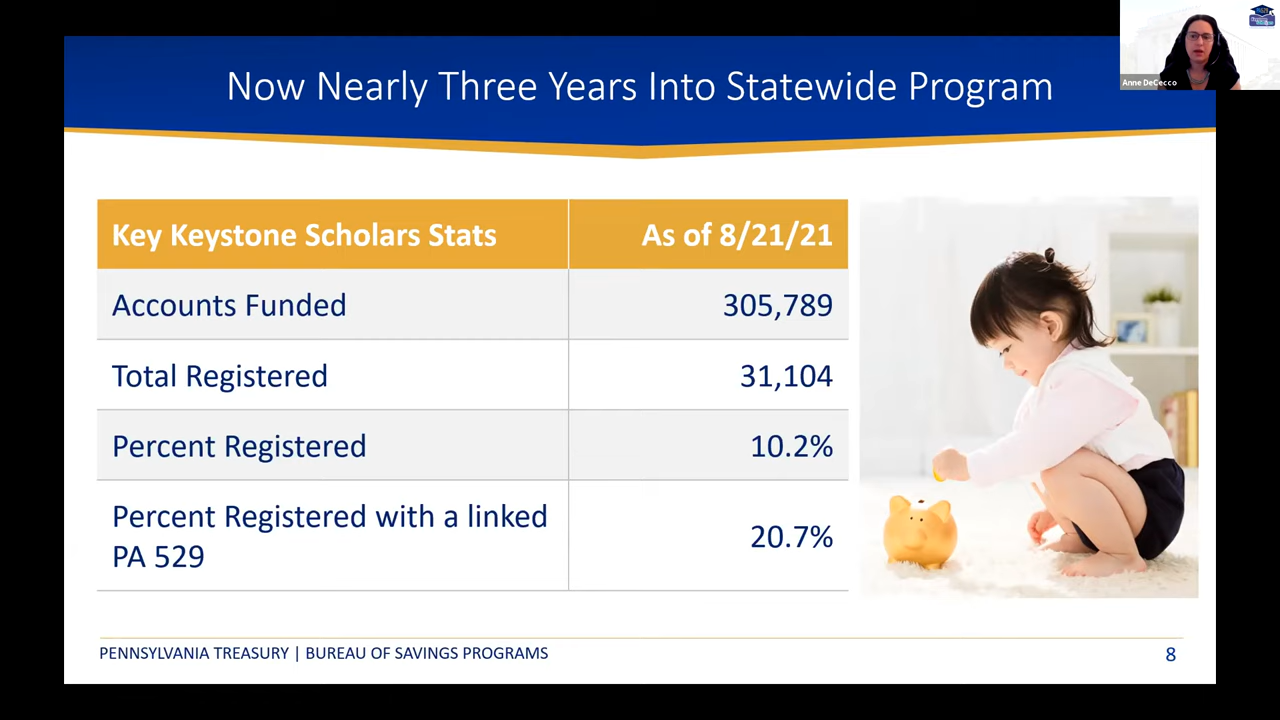 Now Nearly Three Years Into Statewide Program
Anne DeCecco
Key Keystone Scholars Stats
As of 8/21/21
Accounts Funded
305,789
Total Registered
31,104
Percent Registered
10.2%
Percent Registered with a linked
PA 529
20.7%
PENNSYLVANIA TREASURY | BUREAU OF SAVINGS PROGRAMS
8